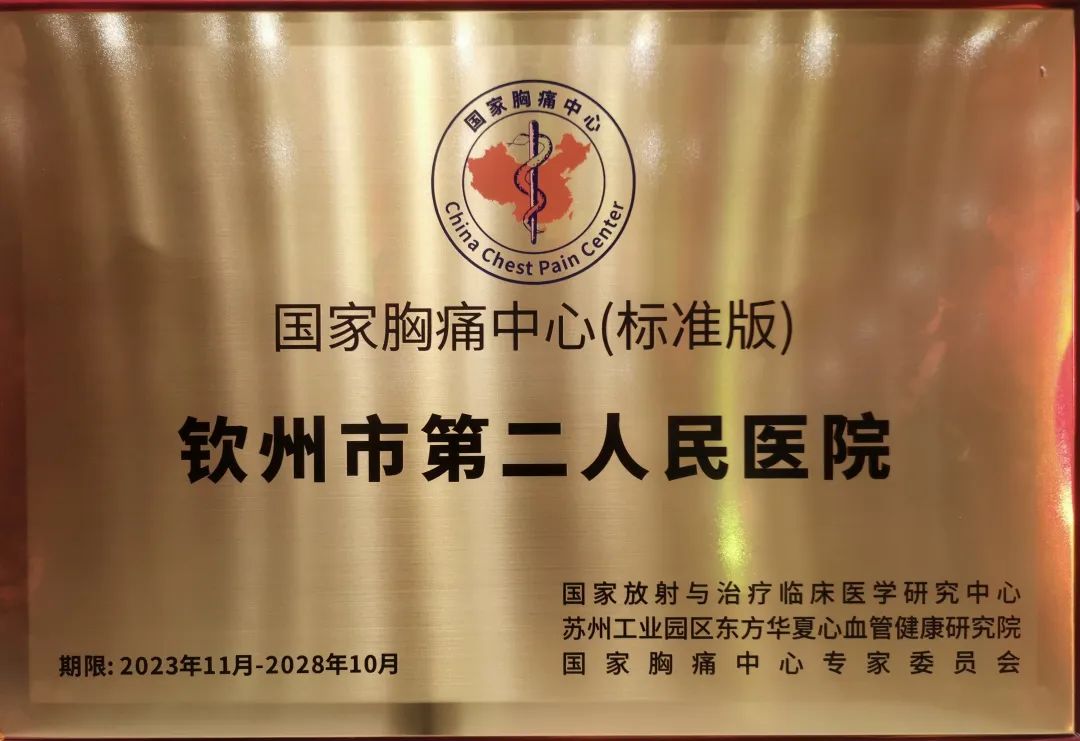 国家胸痛中心
China Chest Pain Center
国家胸痛中心(标准版)
钦州市第二人民医院
国家放射与治疗临床医学研究中心
苏州工业园区东方华夏心血管健康研究院
国家胸痛中心专家委员会
期限: 2023年11月-2028年10月